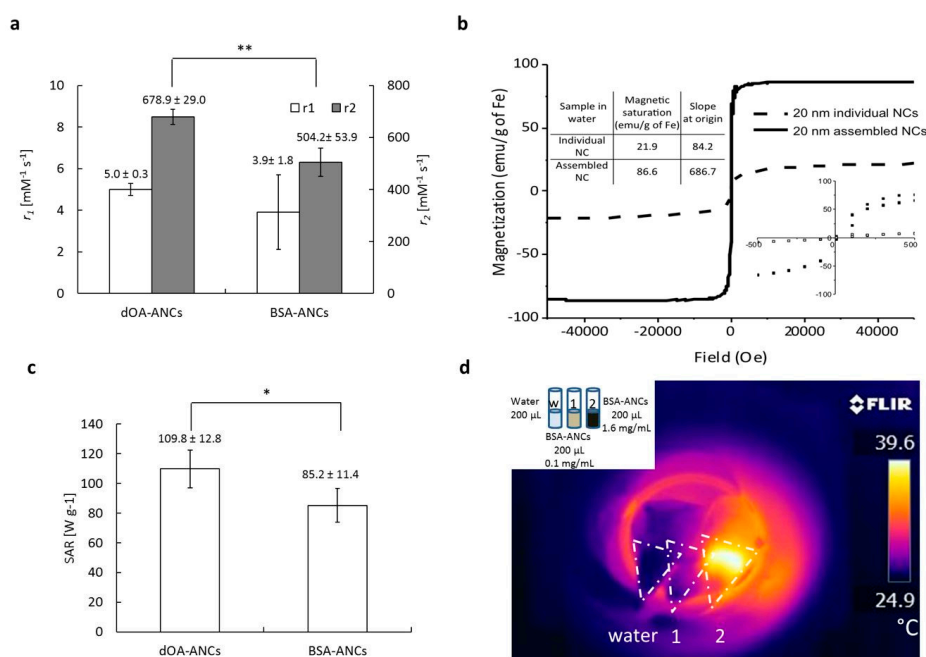 a
**
10
800
678.9 ± 29.0
r1
r2
8
600
504.2 ± 53.9
6
5.0 ± 0.3
3.9 ± 1.8
400
4
200
2
0
0
r1 [mM-1 s-1]
r2 [mM-1 s-1]
dOA-ANCs
BSA-ANCs
b
100
50
0
-50
-100
Magnetization (emu/g of Fe)
Sample in water
Magnetic saturation (emu/g of Fe)
Slope at origin
Individual NC
21.9
84.2
Assembled NC
86.6
686.7
20 nm individual NCs
20 nm assembled NCs
100
50
0
-50
-100
-500
0
500
-40000
-20000
0
20000
40000
Field (Oe)
c
*
140
120
100
80
60
40
20
0
109.8 ± 12.8
85.2 ± 11.4
SAR [W g-1]
dOA-ANCs
BSA-ANCs
d
Water
200 µL
w
1
2
BSA-ANCs
200 µL
1.6 mg/mL
BSA-ANCs
200 µL
0.1 mg/mL
FLIR
39.6
24.9
°C
water
1
2